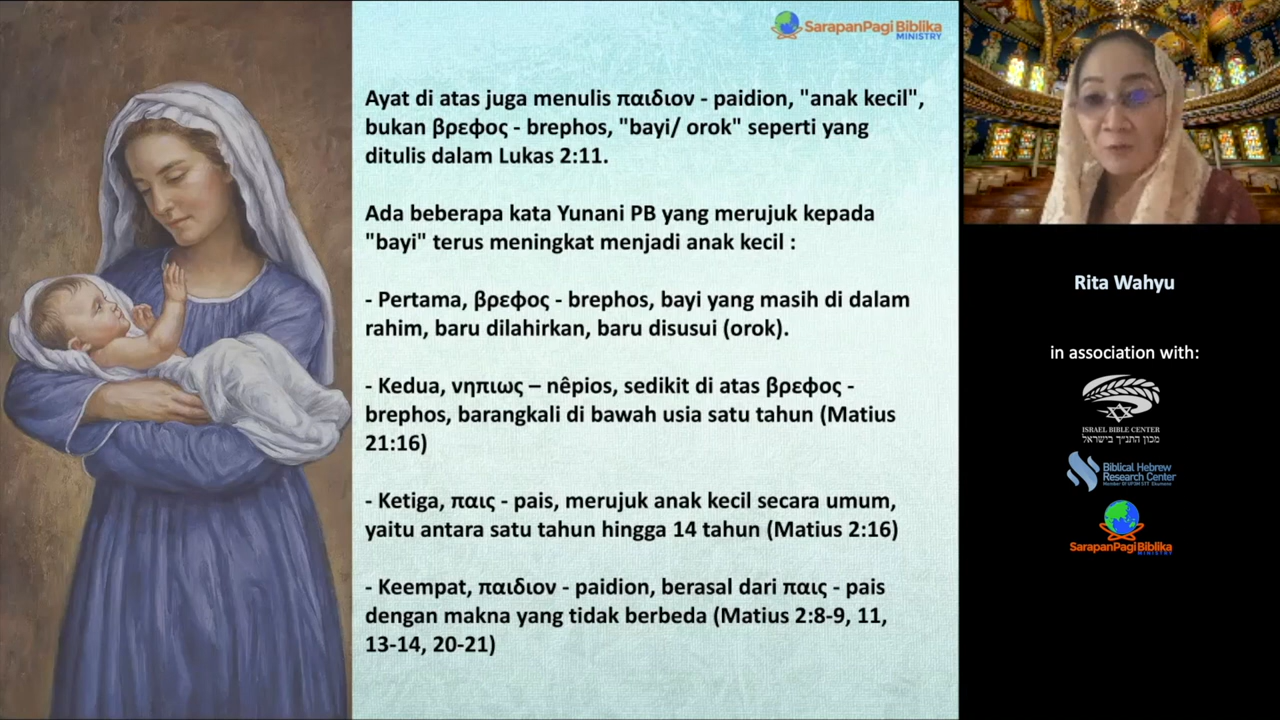 SarapanPagi Biblika
MINISTRY
Ayat di atas juga menulis παιδιον - paidion, "anak kecil",
bukan βρεφος - brephos, "bayi/ orok" seperti yang
ditulis dalam Lukas 2:11.
Ada beberapa kata Yunani PB yang merujuk kepada
"bayi" terus meningkat menjadi anak kecil :
- Pertama, βρεφος - brephos, bayi yang masih di dalam
rahim, baru dilahirkan, baru disusui (orok).
- Kedua, νηπιως – nêpios, sedikit di atas βρεφος -
brephos, barangkali di bawah usia satu tahun (Matius
21:16)
- Ketiga, παις - pais, merujuk anak kecil secara umum,
yaitu antara satu tahun hingga 14 tahun (Matius 2:16)
- Keempat, παιδιον - paidion, berasal dari παις - pais
dengan makna yang tidak berbeda (Matius 2:8-9, 11,
13-14, 20-21)
Rita Wahyu
in association with:
ISRAEL BIBLE CENTER
מכון התנ״ך בישראל
Biblical Hebrew
Research Center
SarapanPagi Biblika
MINISTRY